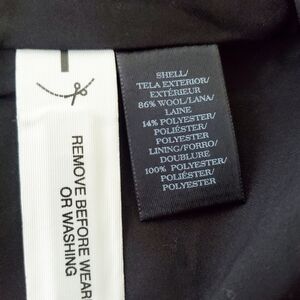 SHELL/
TELA EXTERIOR/
EXTÉRIEUR
86% WOOL/LANA/
LAINE
14% POLYESTER/
POLIÉSTER/
POLYESTER
LINING/FORRO/
DOUBLURE
100% POLYESTER/
POLIÉSTER/
POLYESTER
REMOVE BEFORE WEAR
OR WASHING